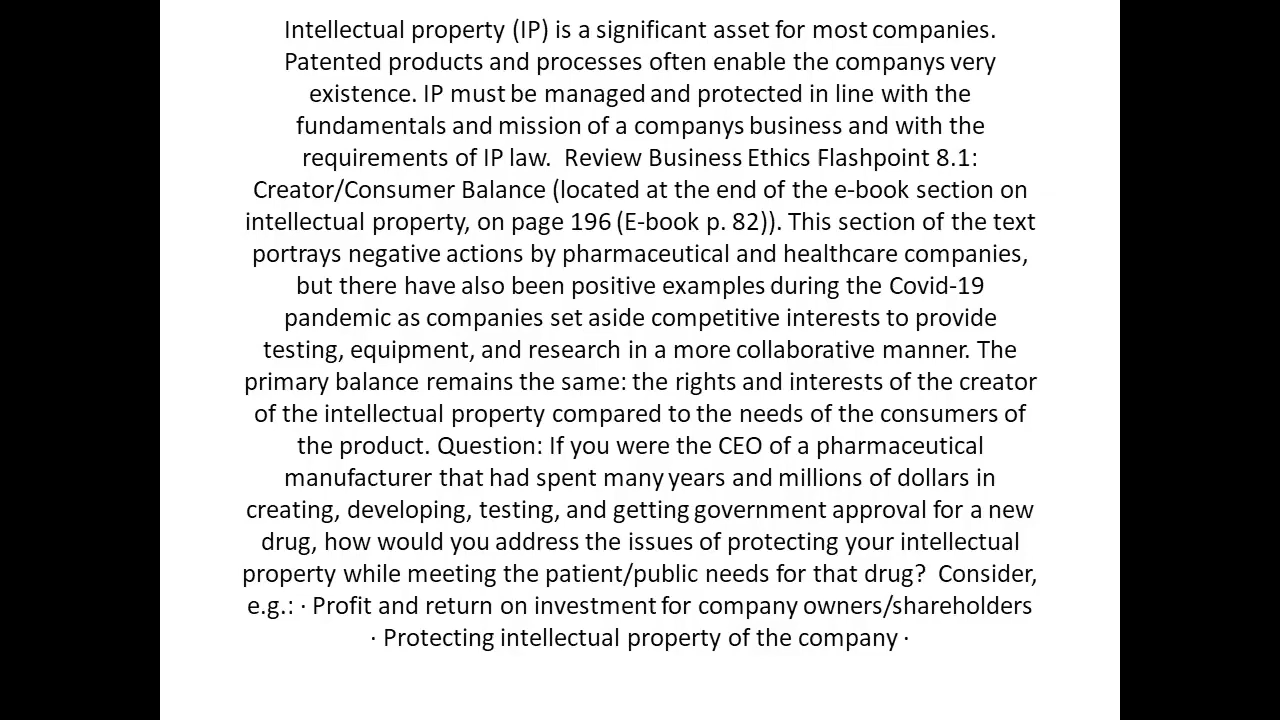 Intellectual property (IP) is a significant asset for most companies.
Patented products and processes often enable the companys very
existence. IP must be managed and protected in line with the
fundamentals and mission of a companys business and with the
requirements of IP law.  Review Business Ethics Flashpoint 8.1:
Creator/Consumer Balance (located at the end of the e-book section on
intellectual property, on page 196 (E-book p. 82)). This section of the text
portrays negative actions by pharmaceutical and healthcare companies,
but there have also been positive examples during the Covid-19
pandemic as companies set aside competitive interests to provide
testing, equipment, and research in a more collaborative manner. The
primary balance remains the same: the rights and interests of the creator
of the intellectual property compared to the needs of the consumers of
the product. Question: If you were the CEO of a pharmaceutical
manufacturer that had spent many years and millions of dollars in
creating, developing, testing, and getting government approval for a new
drug, how would you address the issues of protecting your intellectual
property while meeting the patient/public needs for that drug?  Consider,
e.g.: · Profit and return on investment for company owners/shareholders
· Protecting intellectual property of the company ·